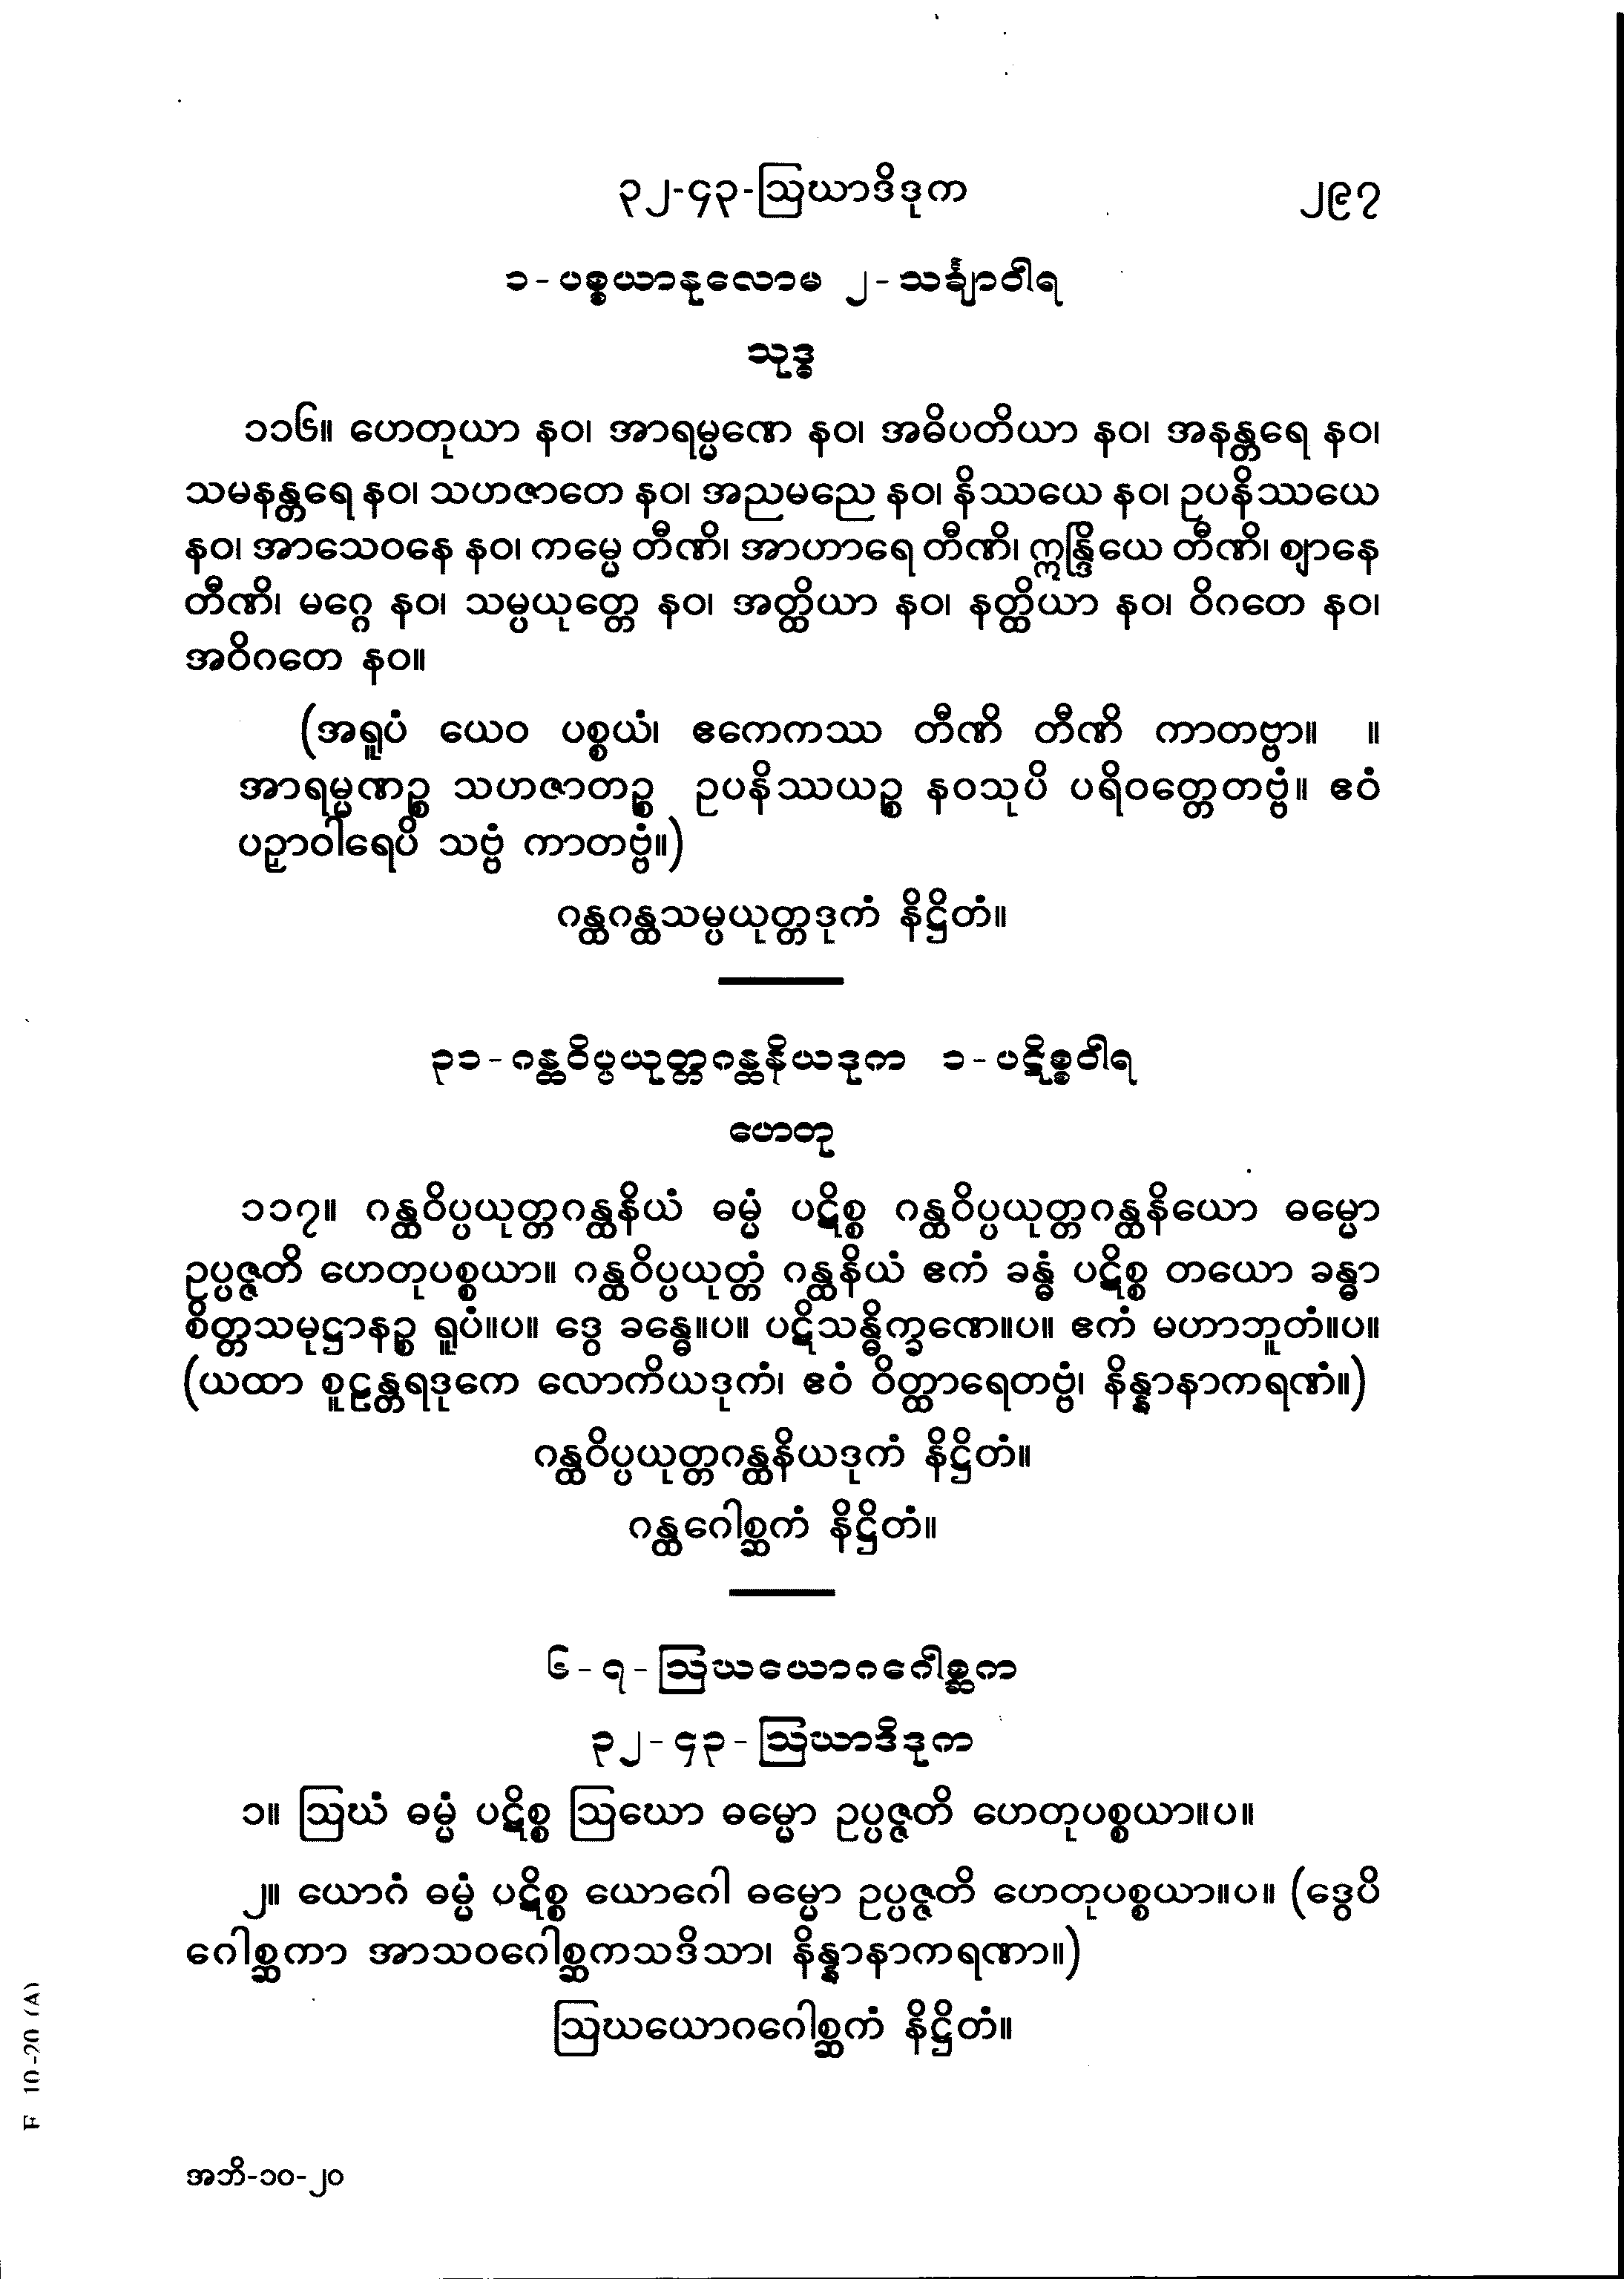 ၃၂-၄၃-ဩဃာဒိဒုက ၂၉၇
၁-ပစ္စယာနုလောမ ၂-သင်္ချာဝါရ
သုဒ္ဓ
၁၁၆။ ဟေတုယာ နဝ၊ အာရမ္မဏေ နဝ၊ အဓိပတိယာ နဝ၊ အနန္တရေ နဝ၊
သမနန္တရေ နဝ၊ သဟဇာတေ နဝ၊ အညမညေ နဝ၊ နိဿယေ နဝ၊ ဥပနိဿယေ
နဝ၊ အာသေဝနေ နဝ၊ ကမ္မေ တီဏိ၊ အာဟာရေ တီဏိ၊ ဣန္ဒြိယေ တီဏိ၊ ဈာနေ
တီဏိ၊ မဂ္ဂေ နဝ၊ သမ္ပယုတ္တေ နဝ၊ အတ္ထိယာ နဝ၊ နတ္ထိယာ နဝ၊ ဝိဂတေ နဝ၊
အဝိဂတေ နဝ။
(အရူပံ ယေဝ ပစ္စယံ၊ ဧကေကဿ တီဏိ တီဏိ ကာတဗ္ဗာ။ ။
အာရမ္မဏဉ္စ သဟဇာတဉ္စ ဥပနိဿယဉ္စ နဝသုပိ ပရိဝတ္တေတဗ္ဗံ။ ဧဝံ
ပဉှာဝါရေပိ သဗ္ဗံ ကာတဗ္ဗံ။)
ဂန္ထဂန္ထသမ္ပယုတ္တဒုကံ နိဋ္ဌိတံ။
၃၁-ဂန္ထဝိပ္ပယုတ္တဂန္ထနိယဒုက ၁-ပဋိစ္စဝါရ
ဟေတု
၁၁၇။ ဂန္ထဝိပ္ပယုတ္တဂန္ထနိယံ ဓမ္မံ ပဋိစ္စ ဂန္ထဝိပ္ပယုတ္တဂန္ထနိယော ဓမ္မော
ဥပ္ပဇ္ဇတိ ဟေတုပစ္စယာ။ ဂန္ထဝိပ္ပယုတ္တံ ဂန္ထနိယံ ဧကံ ခန္ဓံ ပဋိစ္စ တယော ခန္ဓာ
စိတ္တသမုဋ္ဌာနဉ္စ ရူပံ။ပ။ ဒွေ ခန္ဓေ။ပ။ ပဋိသန္ဓိက္ခဏေ။ပ။ ဧကံ မဟာဘူတံ။ပ။
(ယထာ စူဠန္တရဒုကေ လောကိယဒုကံ၊ ဧဝံ ဝိတ္ထာရေတဗ္ဗံ၊ နိန္နာနာကရဏံ။)
ဂန္ထဝိပ္ပယုတ္တဂန္ထနိယဒုကံ နိဋ္ဌိတံ။
ဂန္ထဂေါစ္ဆကံ နိဋ္ဌိတံ။
၆-၇-ဩဃယောဂဂေါစ္ဆက
၃၂-၄၃-ဩဃာဒိဒုက
၁။ ဩဃံ ဓမ္မံ ပဋိစ္စ ဩဃော ဓမ္မော ဥပ္ပဇ္ဇတိ ဟေတုပစ္စယာ။ပ။
၂။ ယောဂံ ဓမ္မံ ပဋိစ္စ ယောဂေါ ဓမ္မော ဥပ္ပဇ္ဇတိ ဟေတုပစ္စယာ။ပ။ (ဒွေပိ
ဂေါစ္ဆကာ အာသဝဂေါစ္ဆကသဒိသာ၊ နိန္နာနာကရဏာ။)
ဩဃယောဂဂေါစ္ဆကံ နိဋ္ဌိတံ။
F 10-20 (A)
အဘိ-၁၀-၂၀